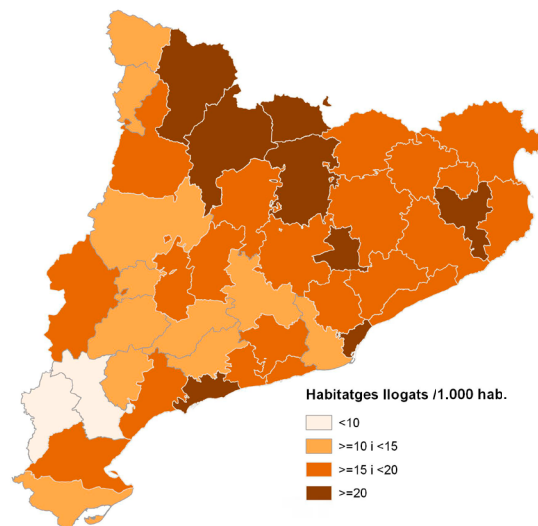 Habitatges llogats /1.000 hab.
<10
>=10 i <15
>=15 i <20
>=20